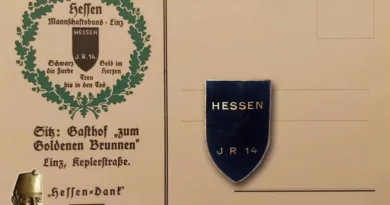 Hessen
Mannschaftsbund · Linz
HESSEN
J.R.14
Schwarz Gold im
die Farbe Herzen
Treu
bis in den Tod
Sitz: Gasthof „zum
Goldenen Brunnen"
Linz, Keplerstraße.
„Hessen-Dank"
HESSEN
J.R. 14